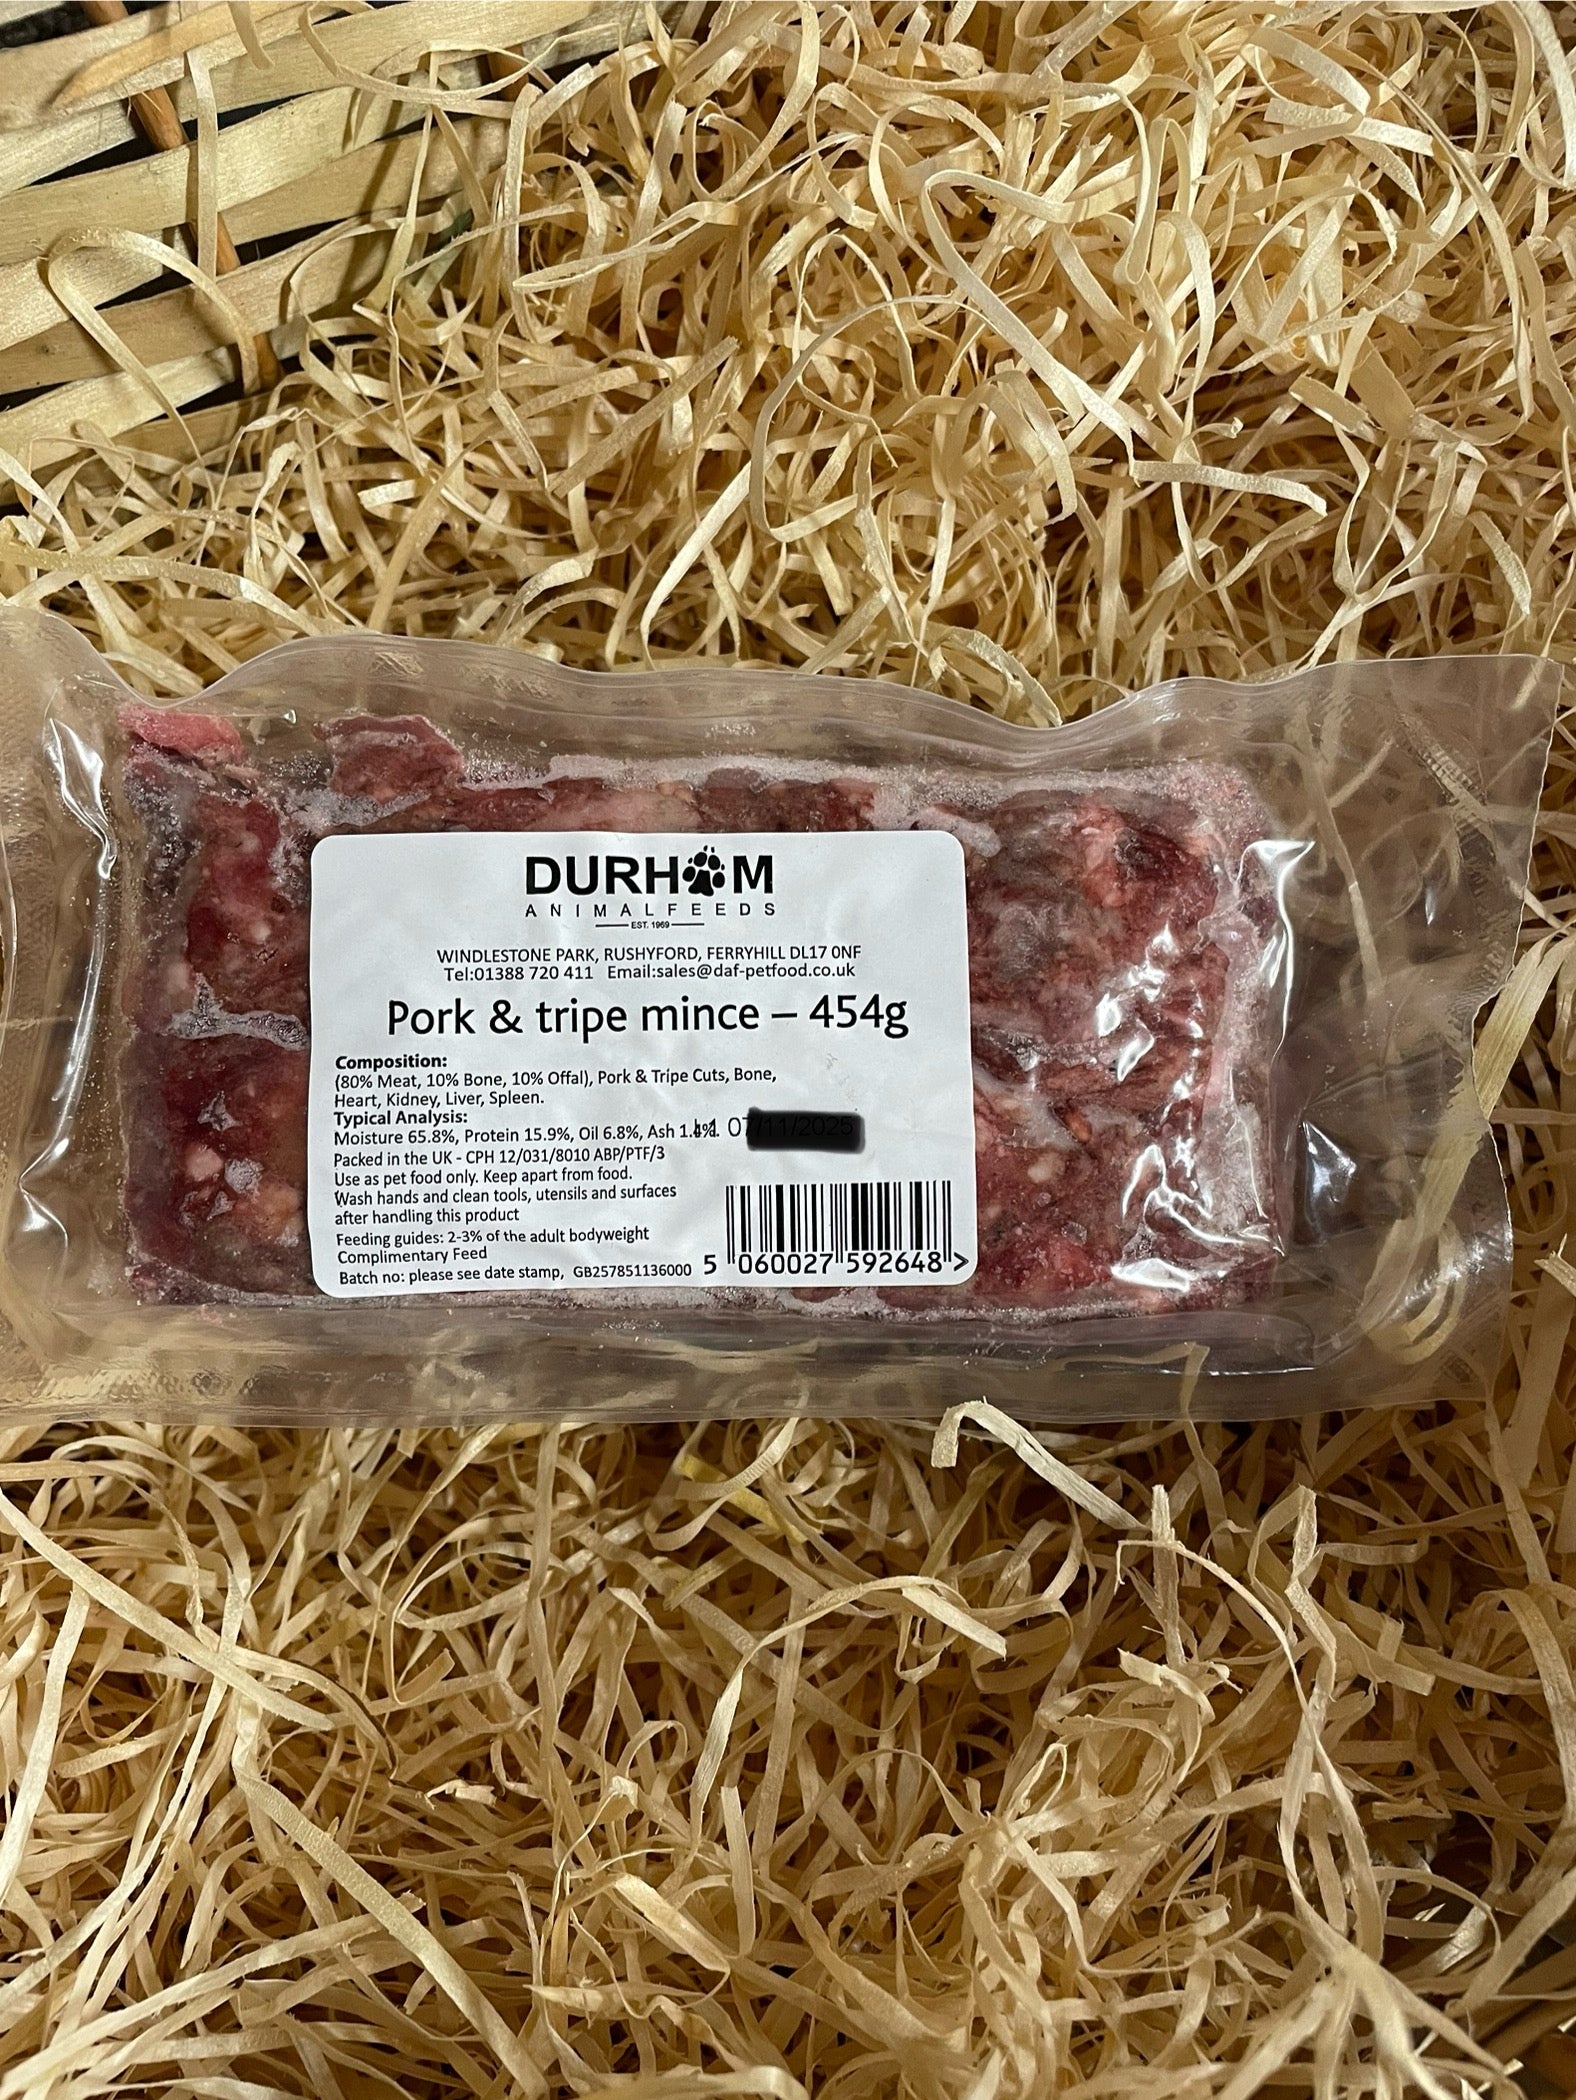 DURHAM
ANIMAL FEEDS
EST. 1969
WINDLESTONE PARK, RUSHYFORD, FERRYHILL DL17 0NF
Tel:01388 720 411 Email:sales@daf-petfood.co.uk
Pork & tripe mince – 454g
Composition:
(80% Meat, 10% Bone, 10% Offal), Pork & Tripe Cuts, Bone,
Heart, Kidney, Liver, Spleen.
Typical Analysis:
Moisture 65.8%, Protein 15.9%, Oil 6.8%, Ash 07/11/2025
Packed in the UK - CPH 12/031/8010 ABP/PTF/3
Use as pet food only. Keep apart from food.
Wash hands and clean tools, utensils and surfaces
after handling this product
Feeding guides: 2-3% of the adult bodyweight
Complimentary Feed
Batch no: please see date stamp, GB257851136000
5 060027 592648 >